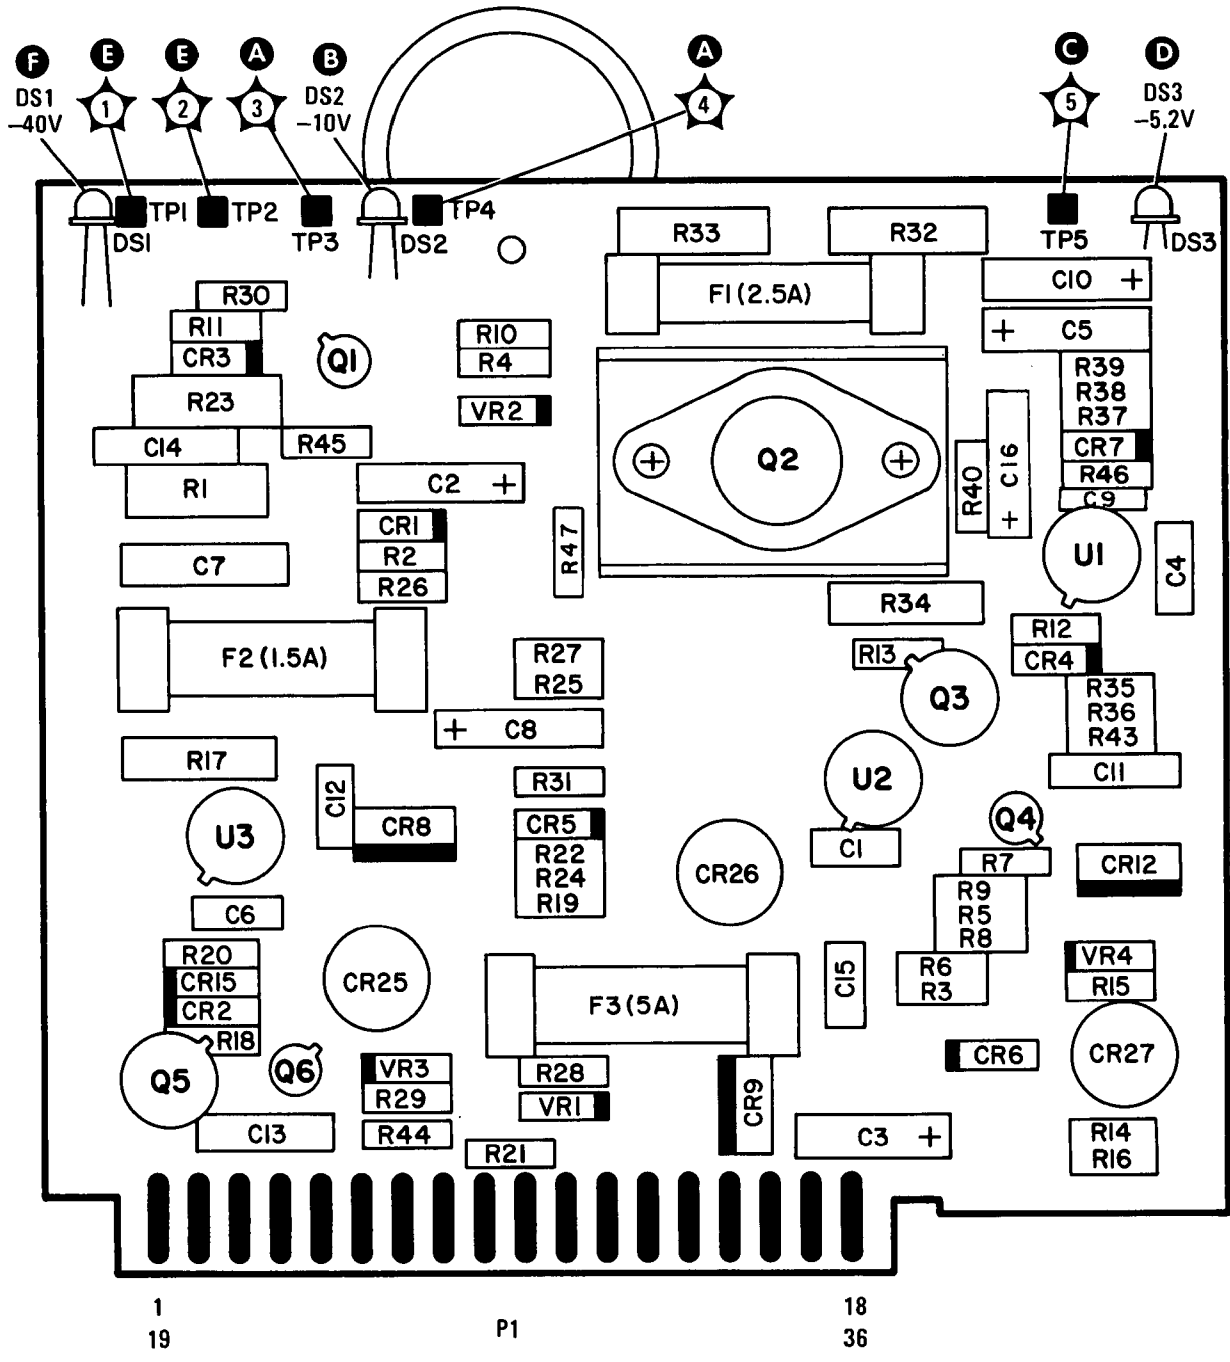 F E E A B A C D
DS1 1 2 3 DS2 4 5 DS3
–40V –10V –5.2V
TP1 TP2 TP4
DS1 TP3 DS2 TP5 DS3
R33 R32
C10 +
F1 (2.5A)
R30
R11 R10 + C5
CR3 Q1 R4
R39
R38
R37
R23 VR2
C14 R45 CR7
Q2
R46
R1 C2 + R40 C16 +
C9
CR1
R2
R26
C7 R47 U1 C4
R34
F2 (1.5A) R27
R25
R12
R13 CR4
Q3
R35
R36
R43
+ C8
R17 R31 U2 C11
C12 CR8 CR5
U3 R22
R24
R19
CR26 C1 Q4
R7 CR12
C6 R9
R5
R8
R20
CR15
CR2
R18
CR25 F3 (5A) C15 R6
R3
VR4
R15
Q5 Q6 VR3
R29
R28
VR1
CR9 CR6 CR27
C13 R44 R21 C3 + R14
R16
1 18
19 P1 36